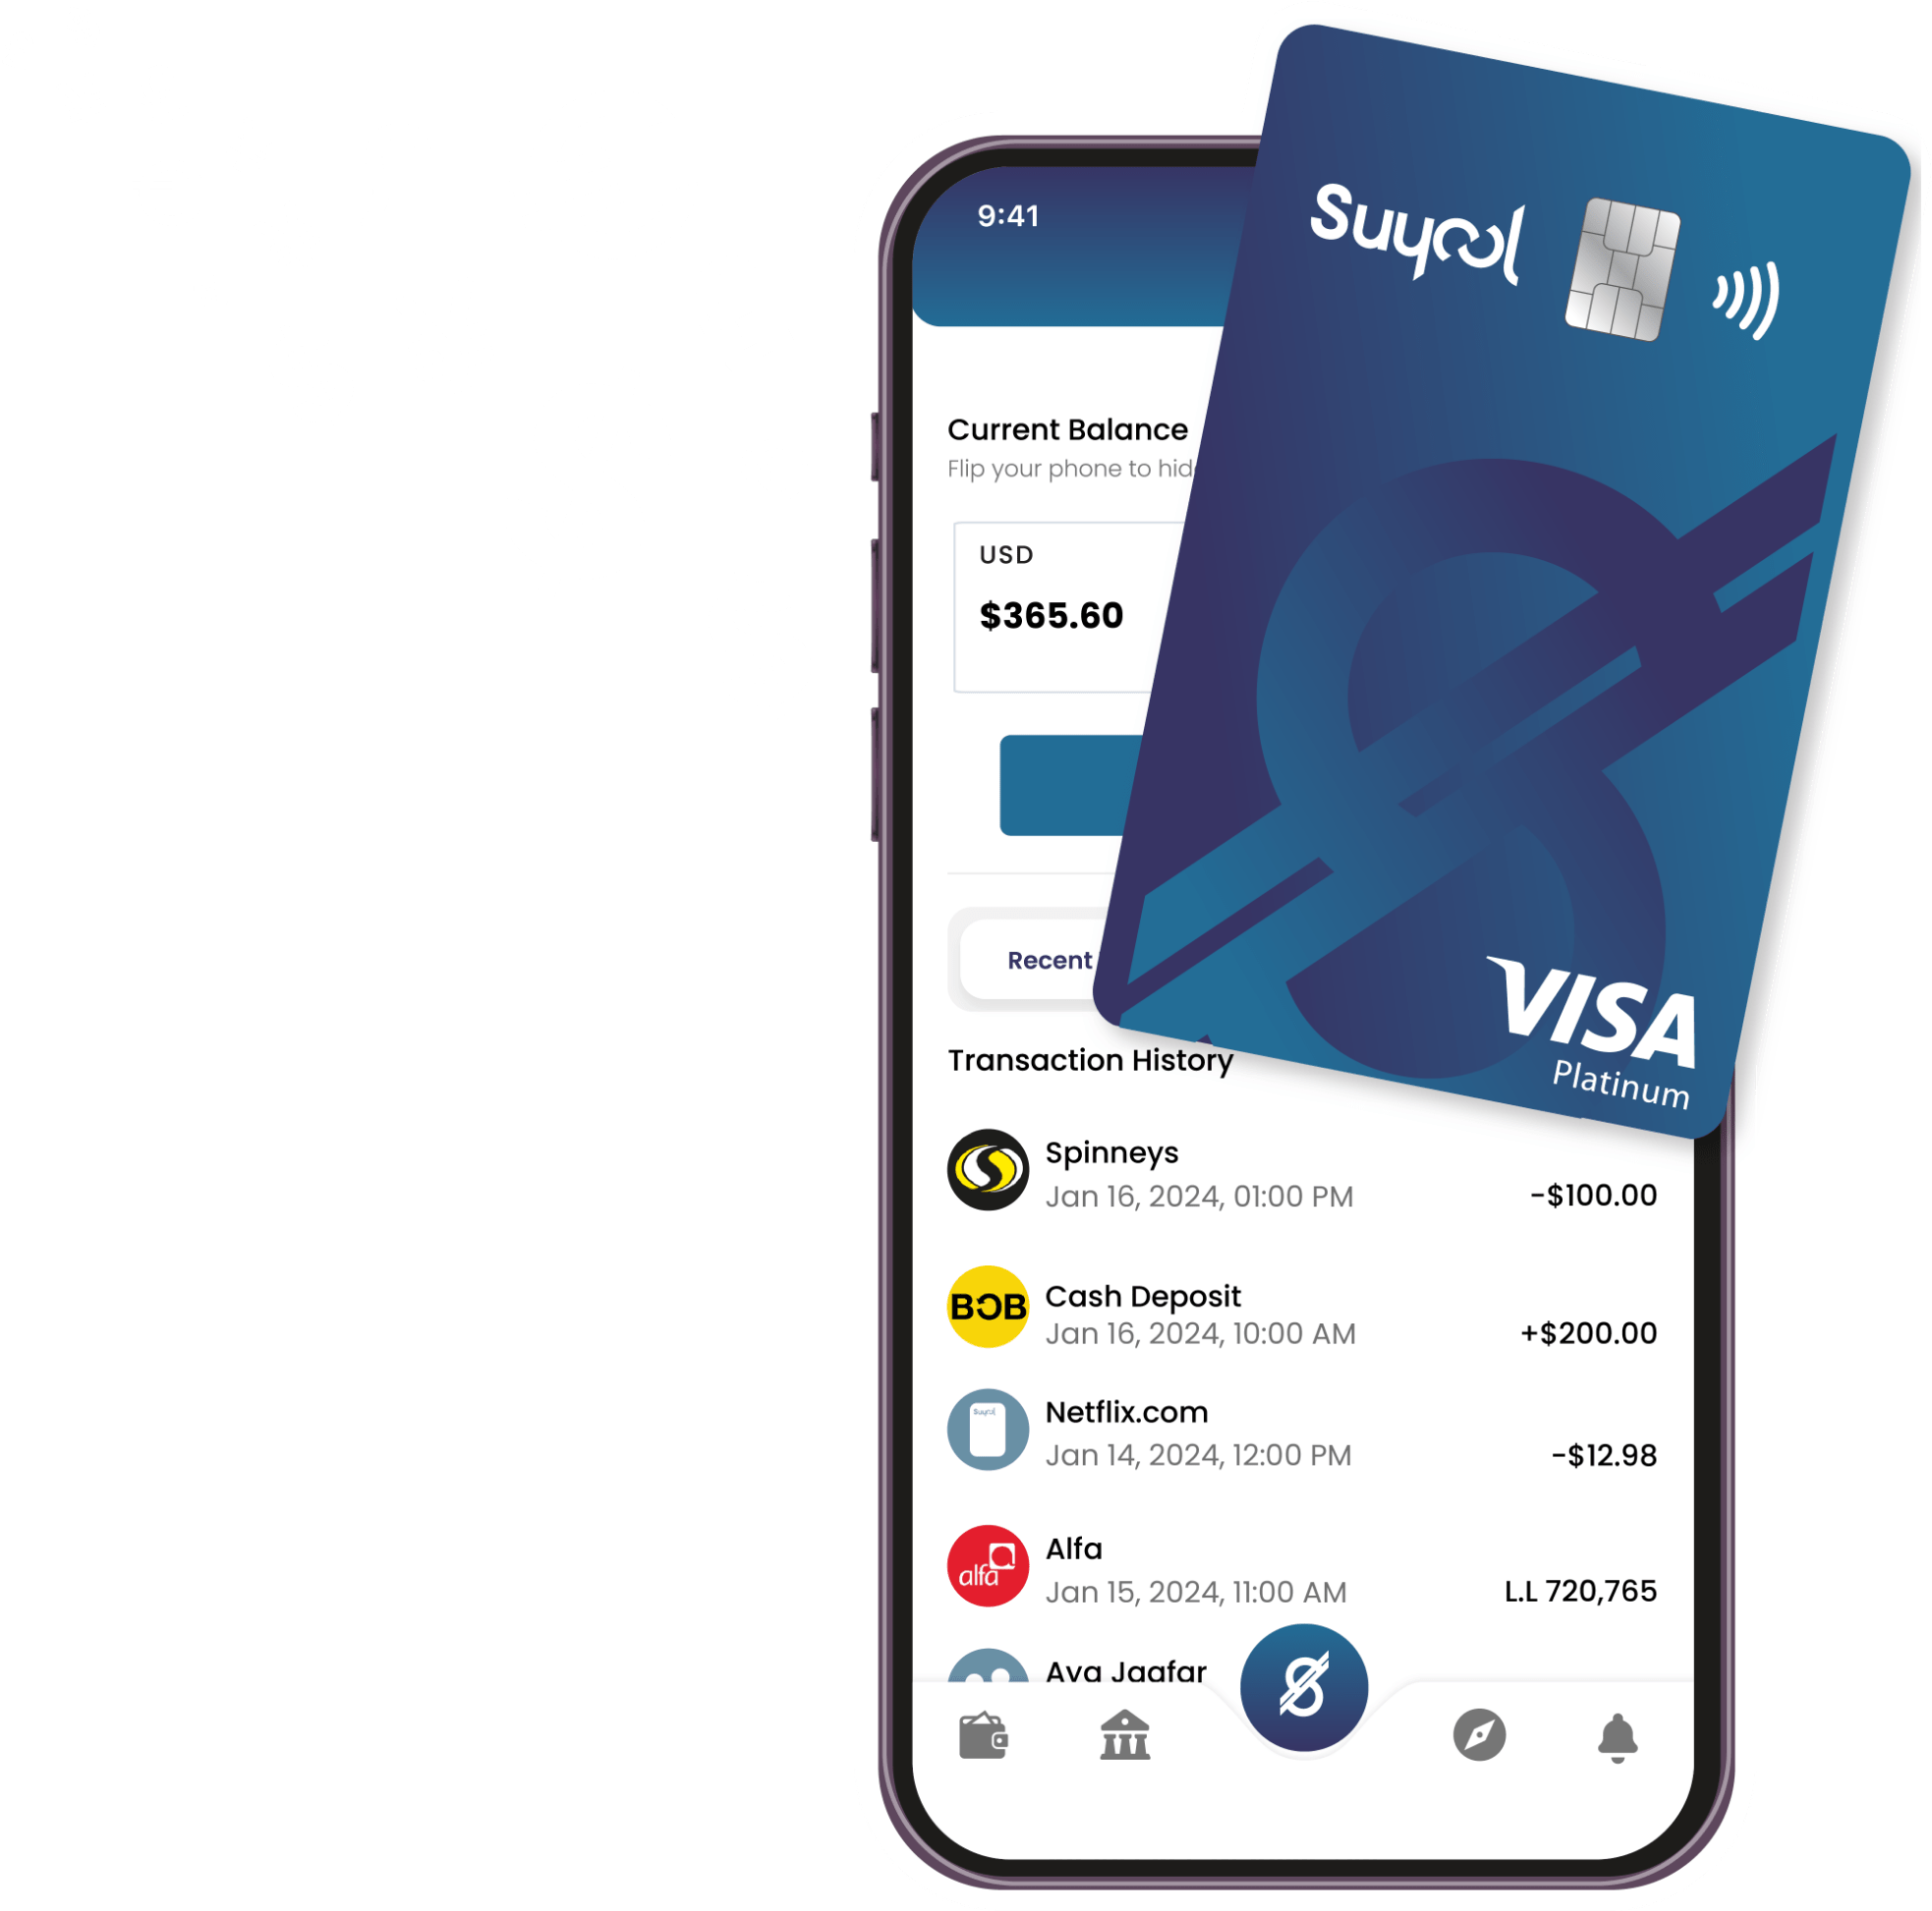 9:41
Suyool
Current Balance
Flip your phone to hid
USD
$365.60
Recent
VISA
Platinum
Transaction History
Spinneys
Jan 16, 2024, 01:00 PM
-$100.00
BOB
Cash Deposit
Jan 16, 2024, 10:00 AM
+$200.00
Suyool
Netflix.com
Jan 14, 2024, 12:00 PM
-$12.98
alfa
Alfa
Jan 15, 2024, 11:00 AM
L.L 720,765
Ava Jaafar